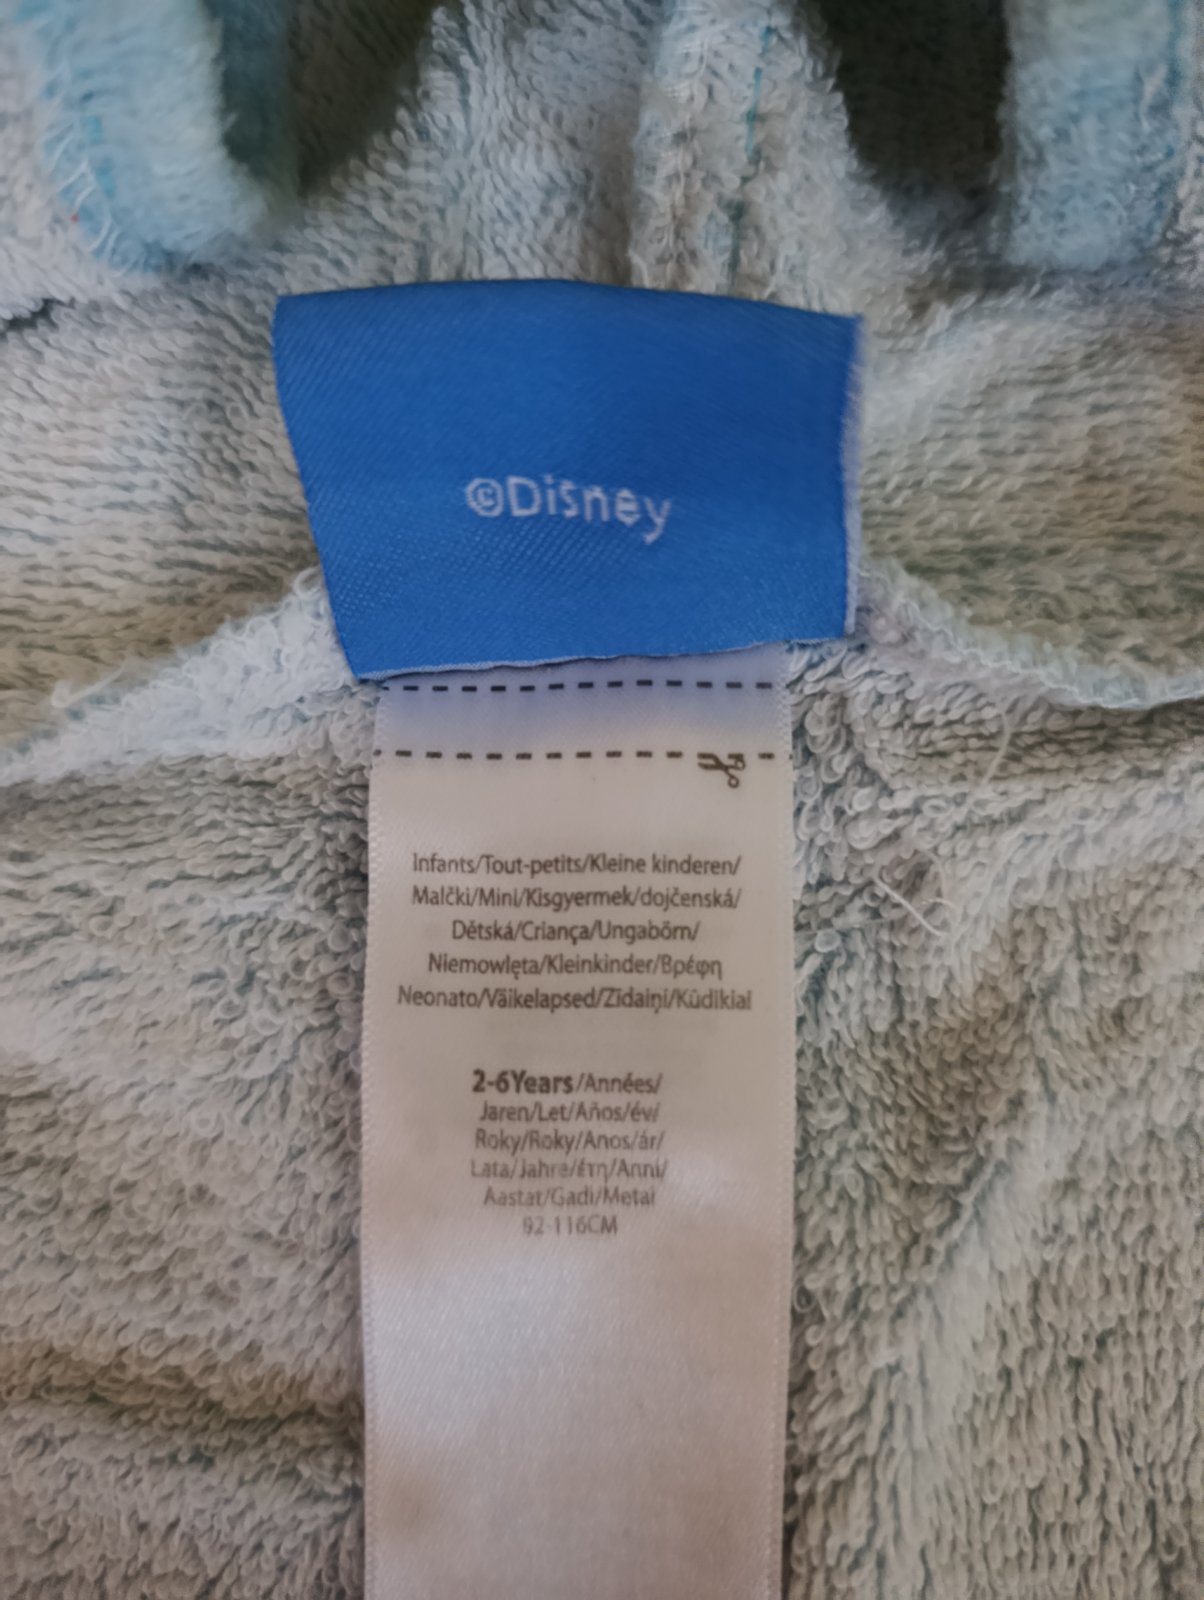 ©Disney
Infants/Tout-petits/Kleine kinderen/
Malčki/Mini/Kisgyermek/dojčenská/
Dětská/Criança/Ungabörn/
Niemowlęta/Kleinkinder/Βρέφη
Neonato/Väikelapsed/Zīdaiņi/Kūdikiai
2-6Years/Années/
Jaren/Let/Años/év/
Roky/Roky/Anos/ár/
Lata/Jahre/έτη/Anni/
Aastat/Gadi/Metai
92-116CM